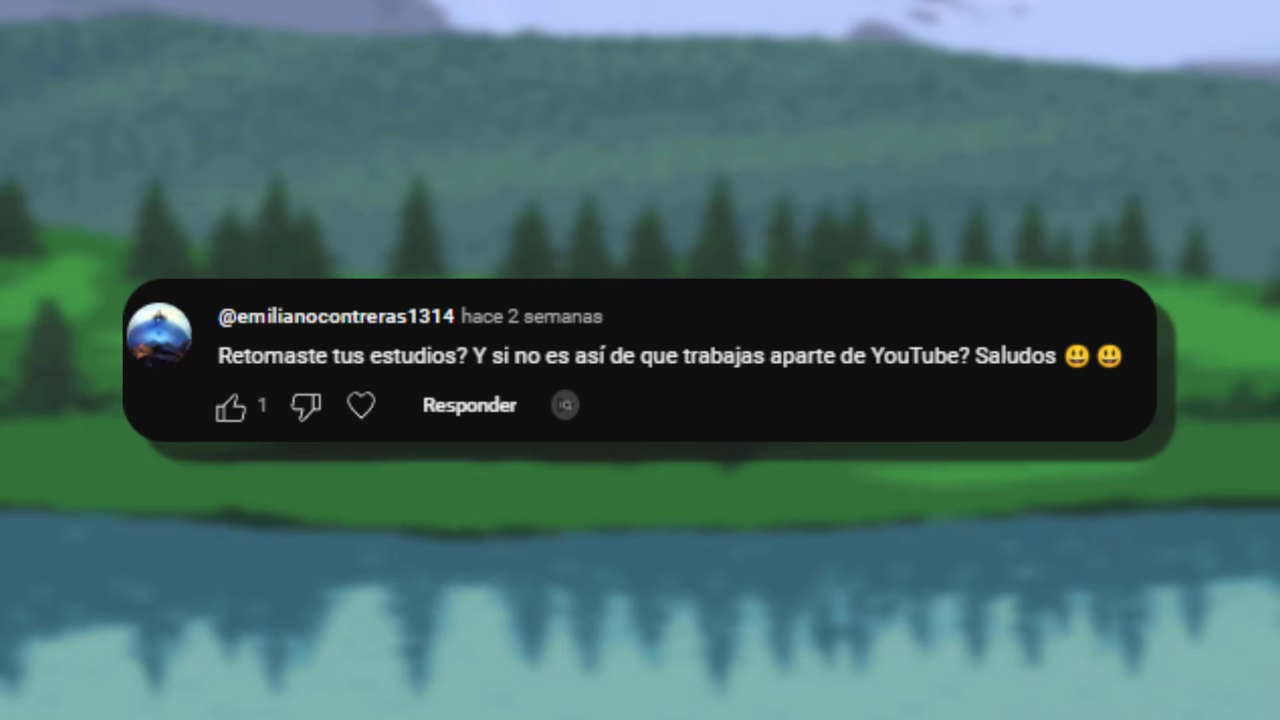 @emilianocontreras1314 hace 2 semanas
Retomaste tus estudios? Y si no es así de que trabajas aparte de YouTube? Saludos 😃 😃
1
Responder